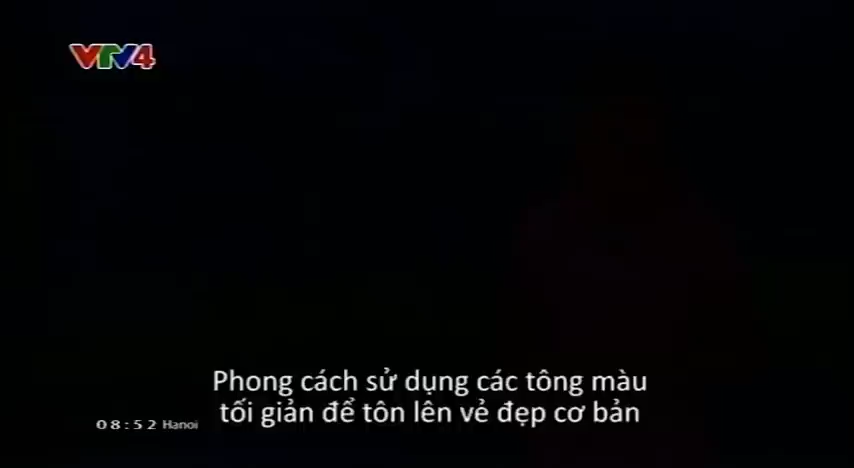 VTV4
Phong cách sử dụng các tông màu
tối giản để tôn lên vẻ đẹp cơ bản
08:52 Hanoi